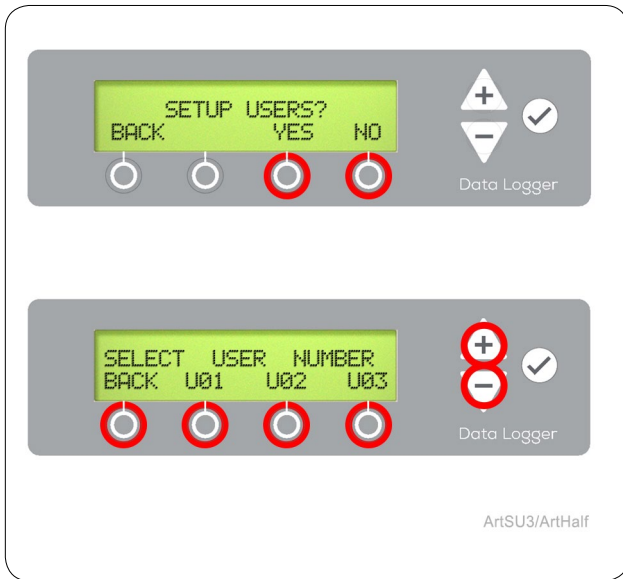 SETUP USERS?
BACK YES NO
Data Logger
SELECT USER NUMBER
BACK U01 U02 U03
Data Logger
ArtSU3/ArtHalf